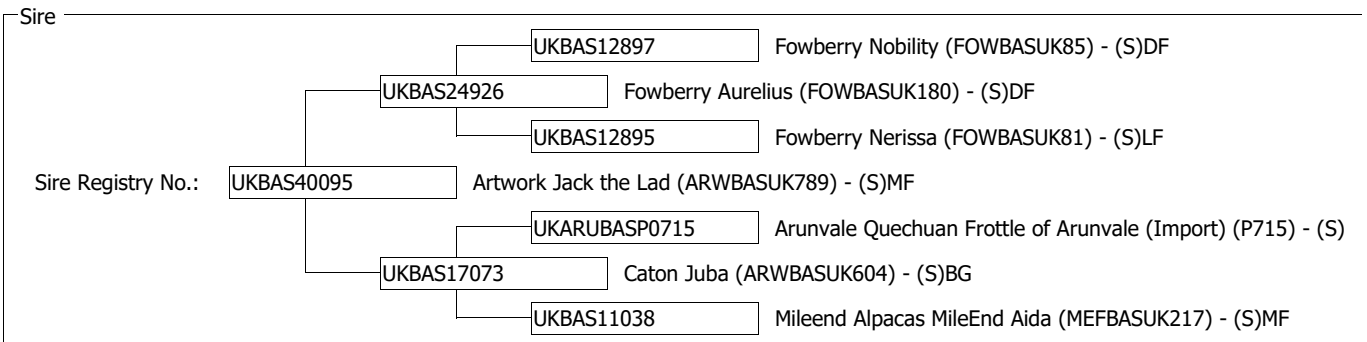 Sire
UKBAS12897 Fowberry Nobility (FOWBASUK85) - (S)DF
UKBAS24926 Fowberry Aurelius (FOWBASUK180) - (S)DF
UKBAS12895 Fowberry Nerissa (FOWBASUK81) - (S)LF
Sire Registry No.: UKBAS40095 Artwork Jack the Lad (ARWBASUK789) - (S)MF
UKARUBASP0715 Arunvale Quechuan Frottle of Arunvale (Import) (P715) - (S)
UKBAS17073 Caton Juba (ARWBASUK604) - (S)BG
UKBAS11038 Mileend Alpacas MileEnd Aida (MEFBASUK217) - (S)MF